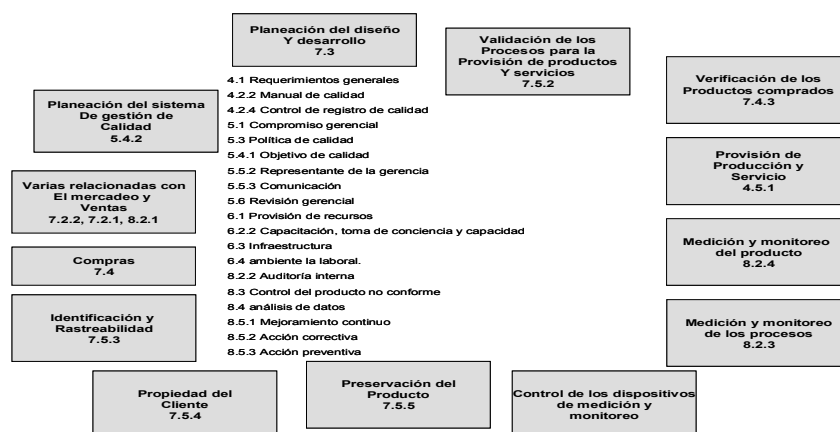 Planeación del diseño
Y desarrollo
7.3
Validación de los
Procesos para la
Provisión de productos
Y servicios
7.5.2
Verificación de los
Productos comprados
7.4.3
Planeación del sistema
De gestión de
Calidad
5.4.2
Provisión de
Producción y
Servicio
4.5.1
Varias relacionadas con
El mercadeo y
Ventas
7.2.2, 7.2.1, 8.2.1
Medición y monitoreo
del producto
8.2.4
Compras
7.4
Identificación y
Rastreabilidad
7.5.3
Medición y monitoreo
de los procesos
8.2.3
4.1 Requerimientos generales
4.2.2 Manual de calidad
4.2.4 Control de registro de calidad
5.1 Compromiso gerencial
5.3 Política de calidad
5.4.1 Objetivo de calidad
5.5.2 Representante de la gerencia
5.5.3 Comunicación
5.6 Revisión gerencial
6.1 Provisión de recursos
6.2.2 Capacitación, toma de conciencia y capacidad
6.3 Infraestructura
6.4 ambiente la laboral.
8.2.2 Auditoría interna
8.3 Control del producto no conforme
8.4 análisis de datos
8.5.1 Mejoramiento continuo
8.5.2 Acción correctiva
8.5.3 Acción preventiva
Propiedad del
Cliente
7.5.4
Preservación del
Producto
7.5.5
Control de los dispositivos
de medición y
monitoreo